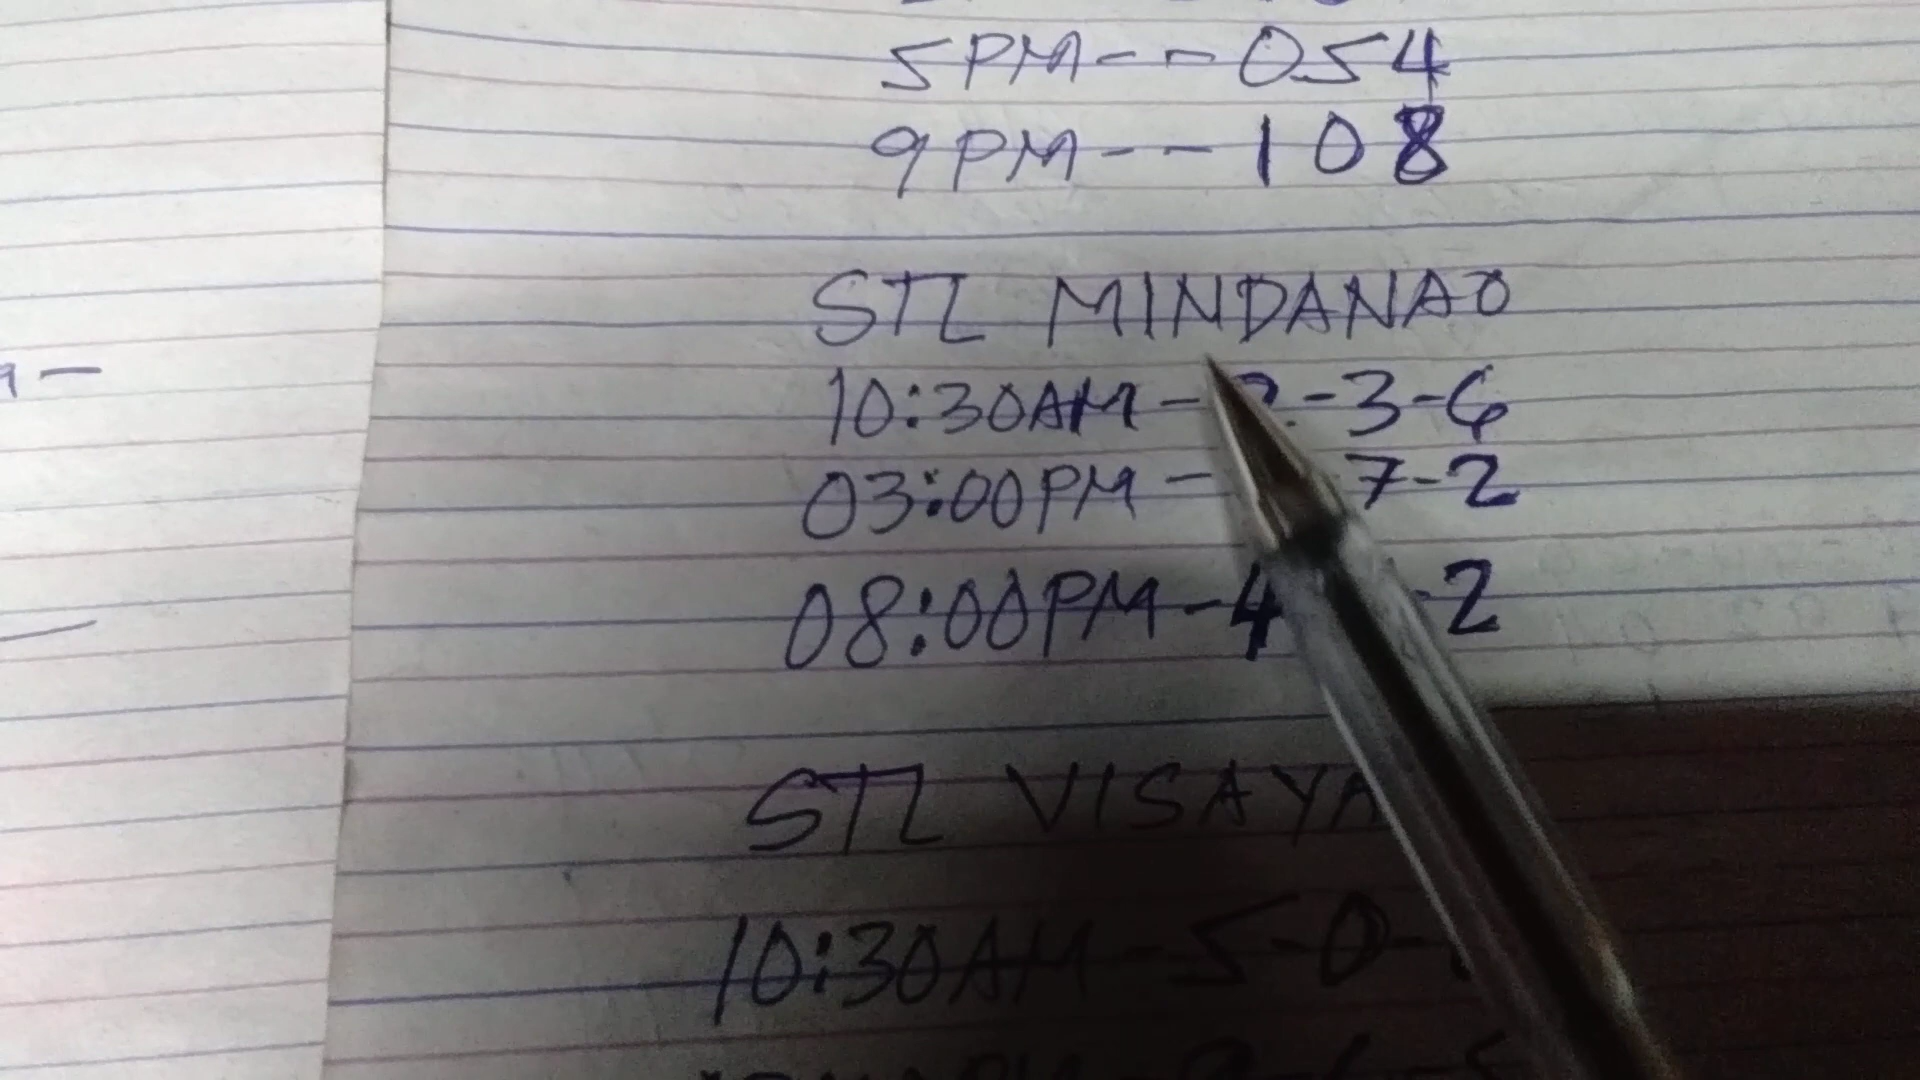 5PM---054
9PM---108
STL MINDANAO
10:30AM- -3-6
03:00PM- 7-2
08:00PM-4 -2
STL VISAYA
10:30AM-5-0-